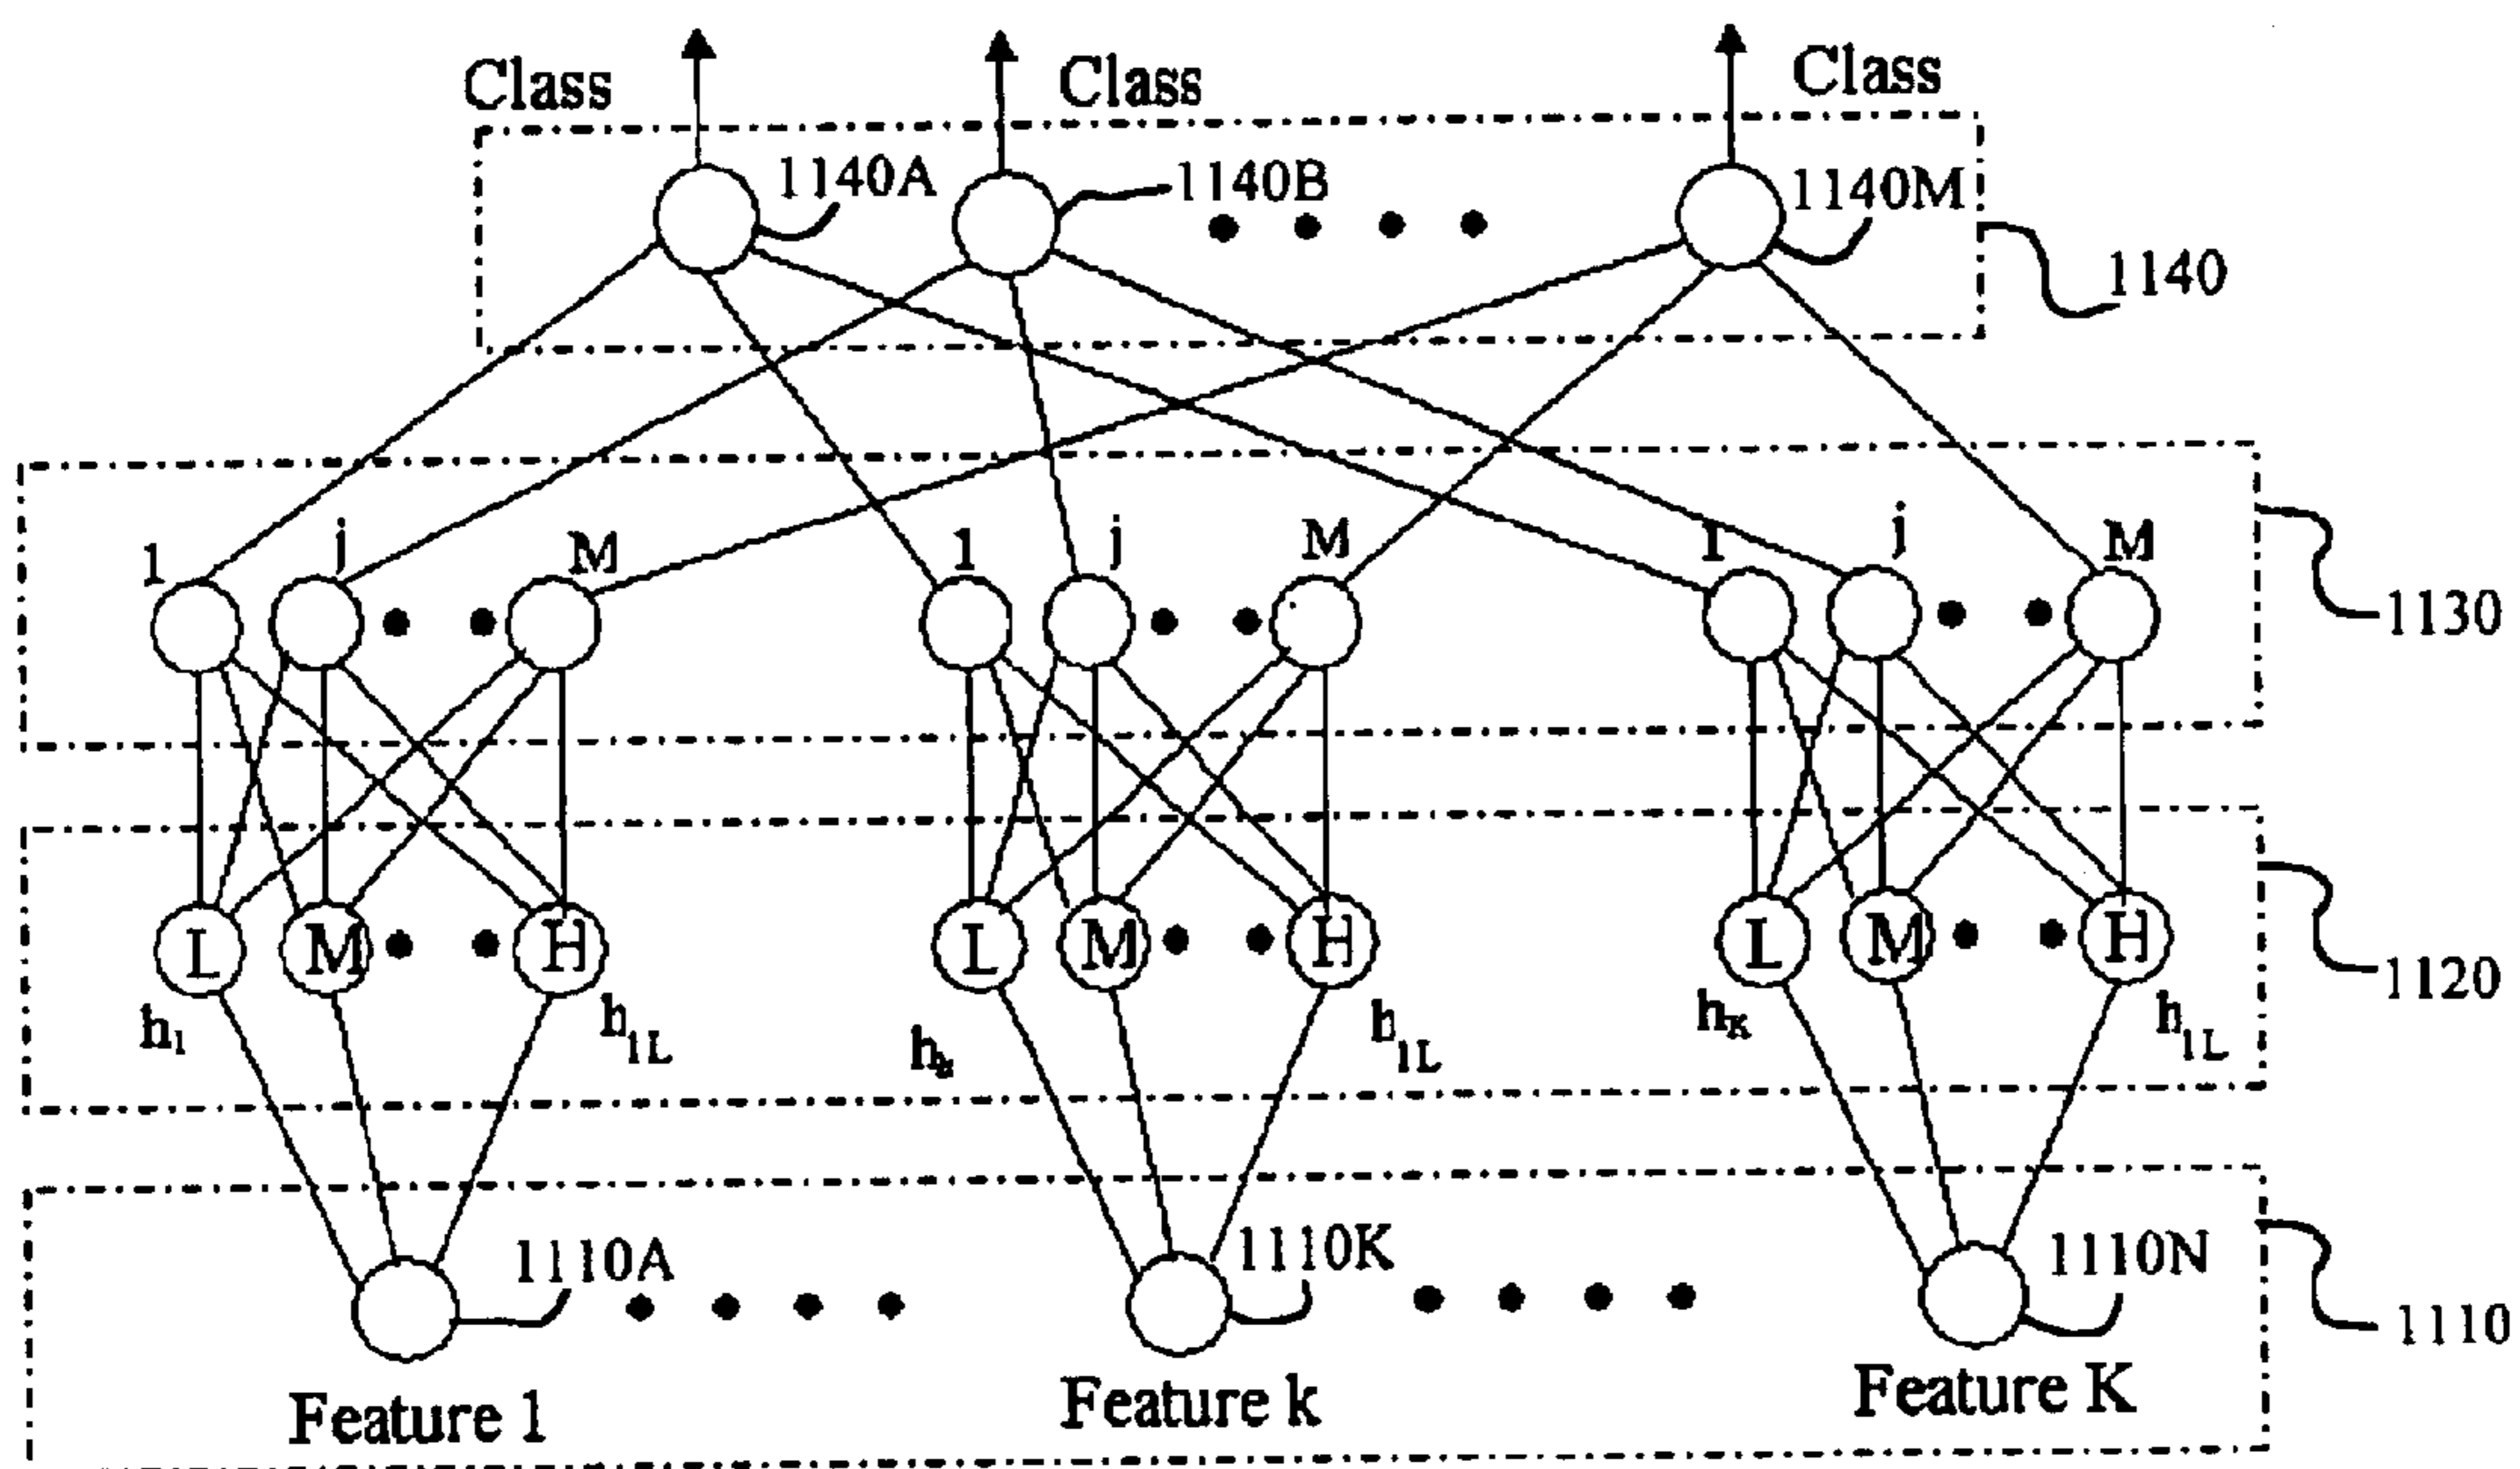 Class Class Class
1140A 1140B 1140M
1140
1 j M 1 j M 1 j M
1130
L M H L M H L M H
1120
h1 h1L h1L hK h1L
1110A 1110K 1110N
1110
Feature 1 Feature k Feature K